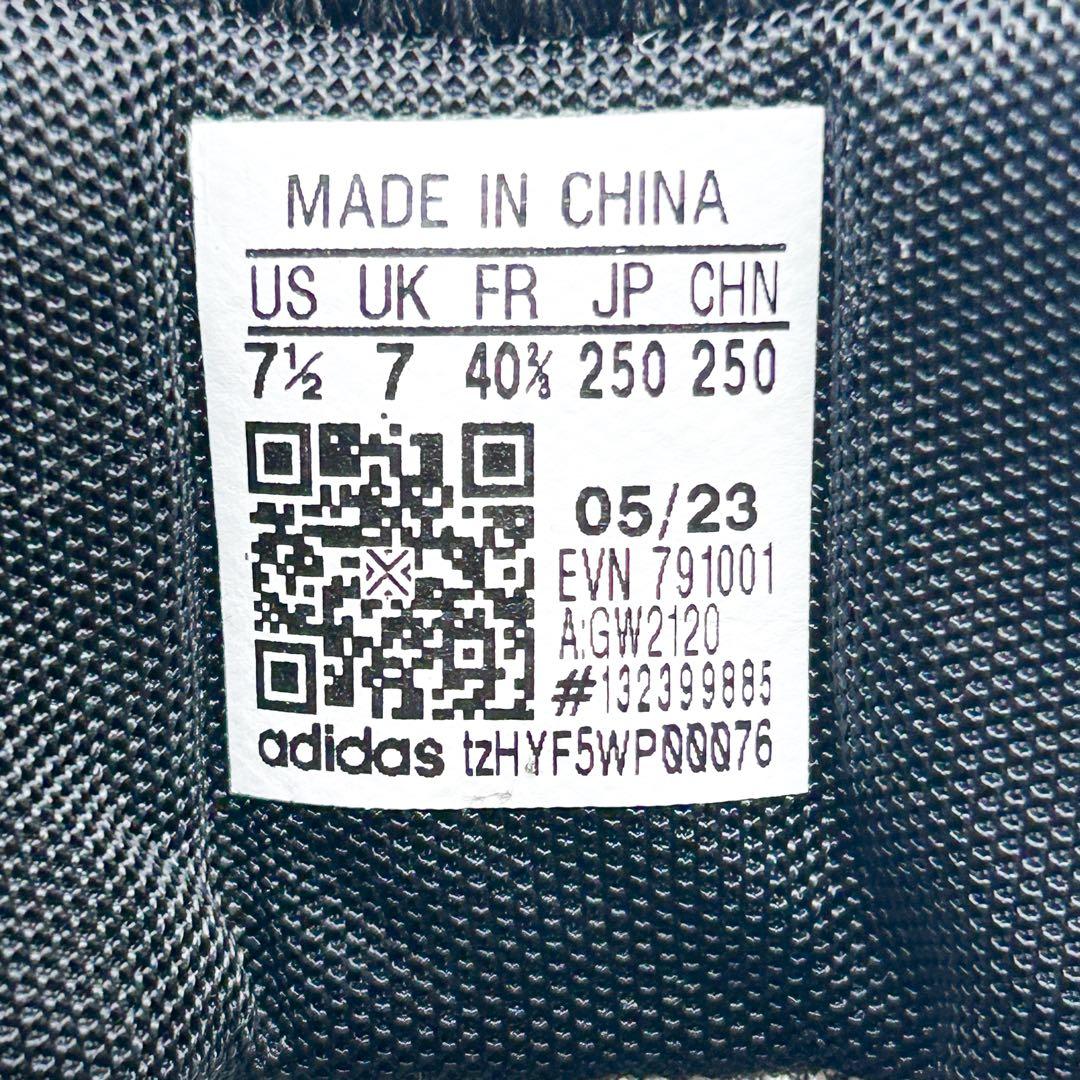 MADE IN CHINA
US UK FR JP CHN
7½ 7 40⅔ 250 250
05/23
EVN 791001
A:GW2120
#132399885
adidas tzHYF5WP00076